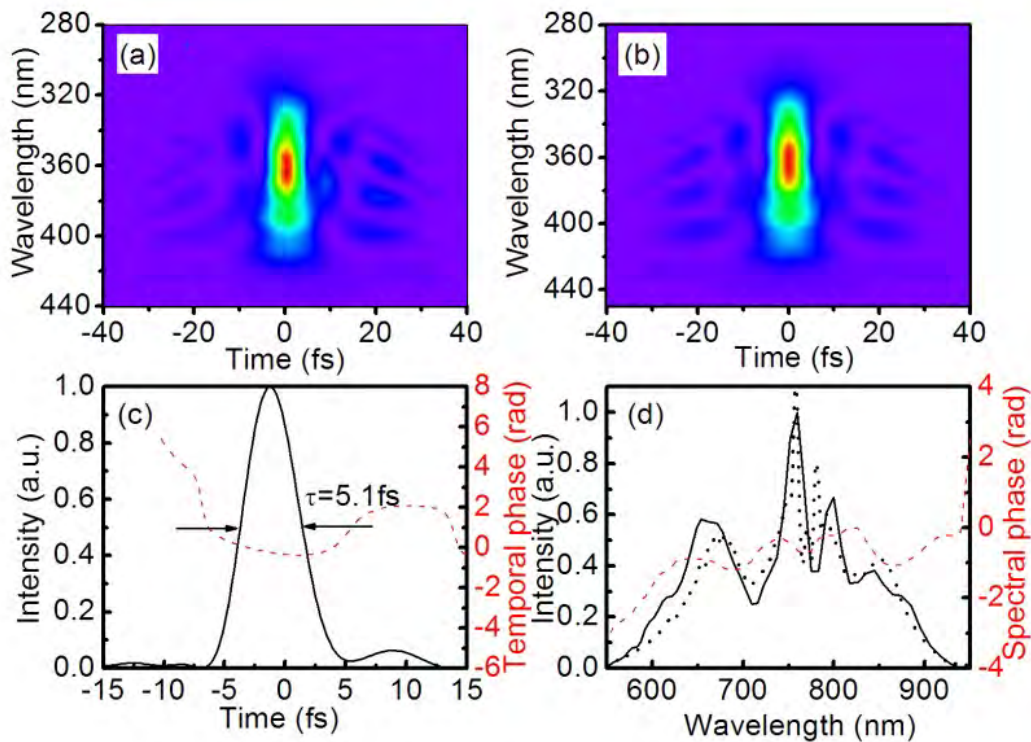 280
320
360
400
440
Wavelength (nm)
(a)
-40 -20 0 20 40
Time (fs)
280
320
360
400
440
Wavelength (nm)
(b)
-40 -20 0 20 40
Time (fs)
1.0
0.8
0.6
0.4
0.2
0.0
Intensity (a.u.)
(c)
τ=5.1fs
8
6
4
2
0
-2
-4
-6
Temporal phase (rad)
-15 -10 -5 0 5 10 15
Time (fs)
1.0
0.8
0.6
0.4
0.2
0.0
Intensity (a.u.)
(d)
4
2
0
-2
-4
Spectral phase (rad)
600 700 800 900
Wavelength (nm)